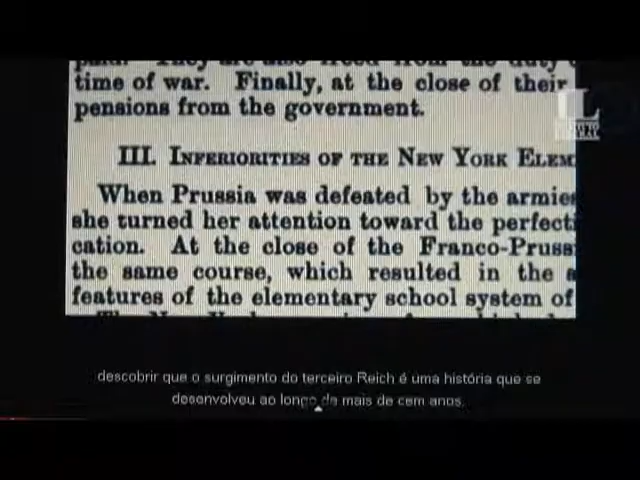 time of war. Finally, at the close of their
pensions from the government.
III. INFERIORITIES OF THE NEW YORK ELEM
When Prussia was defeated by the armies
she turned her attention toward the perfecti
cation. At the close of the Franco-Pruss
the same course, which resulted in the a
features of the elementary school system of
descobrir que o surgimento do terceiro Reich é uma história que se
desenvolveu ao longo de mais de cem anos.